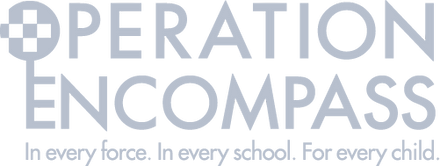 OPERATION
ENCOMPASS
In every force. In every school. For every child.